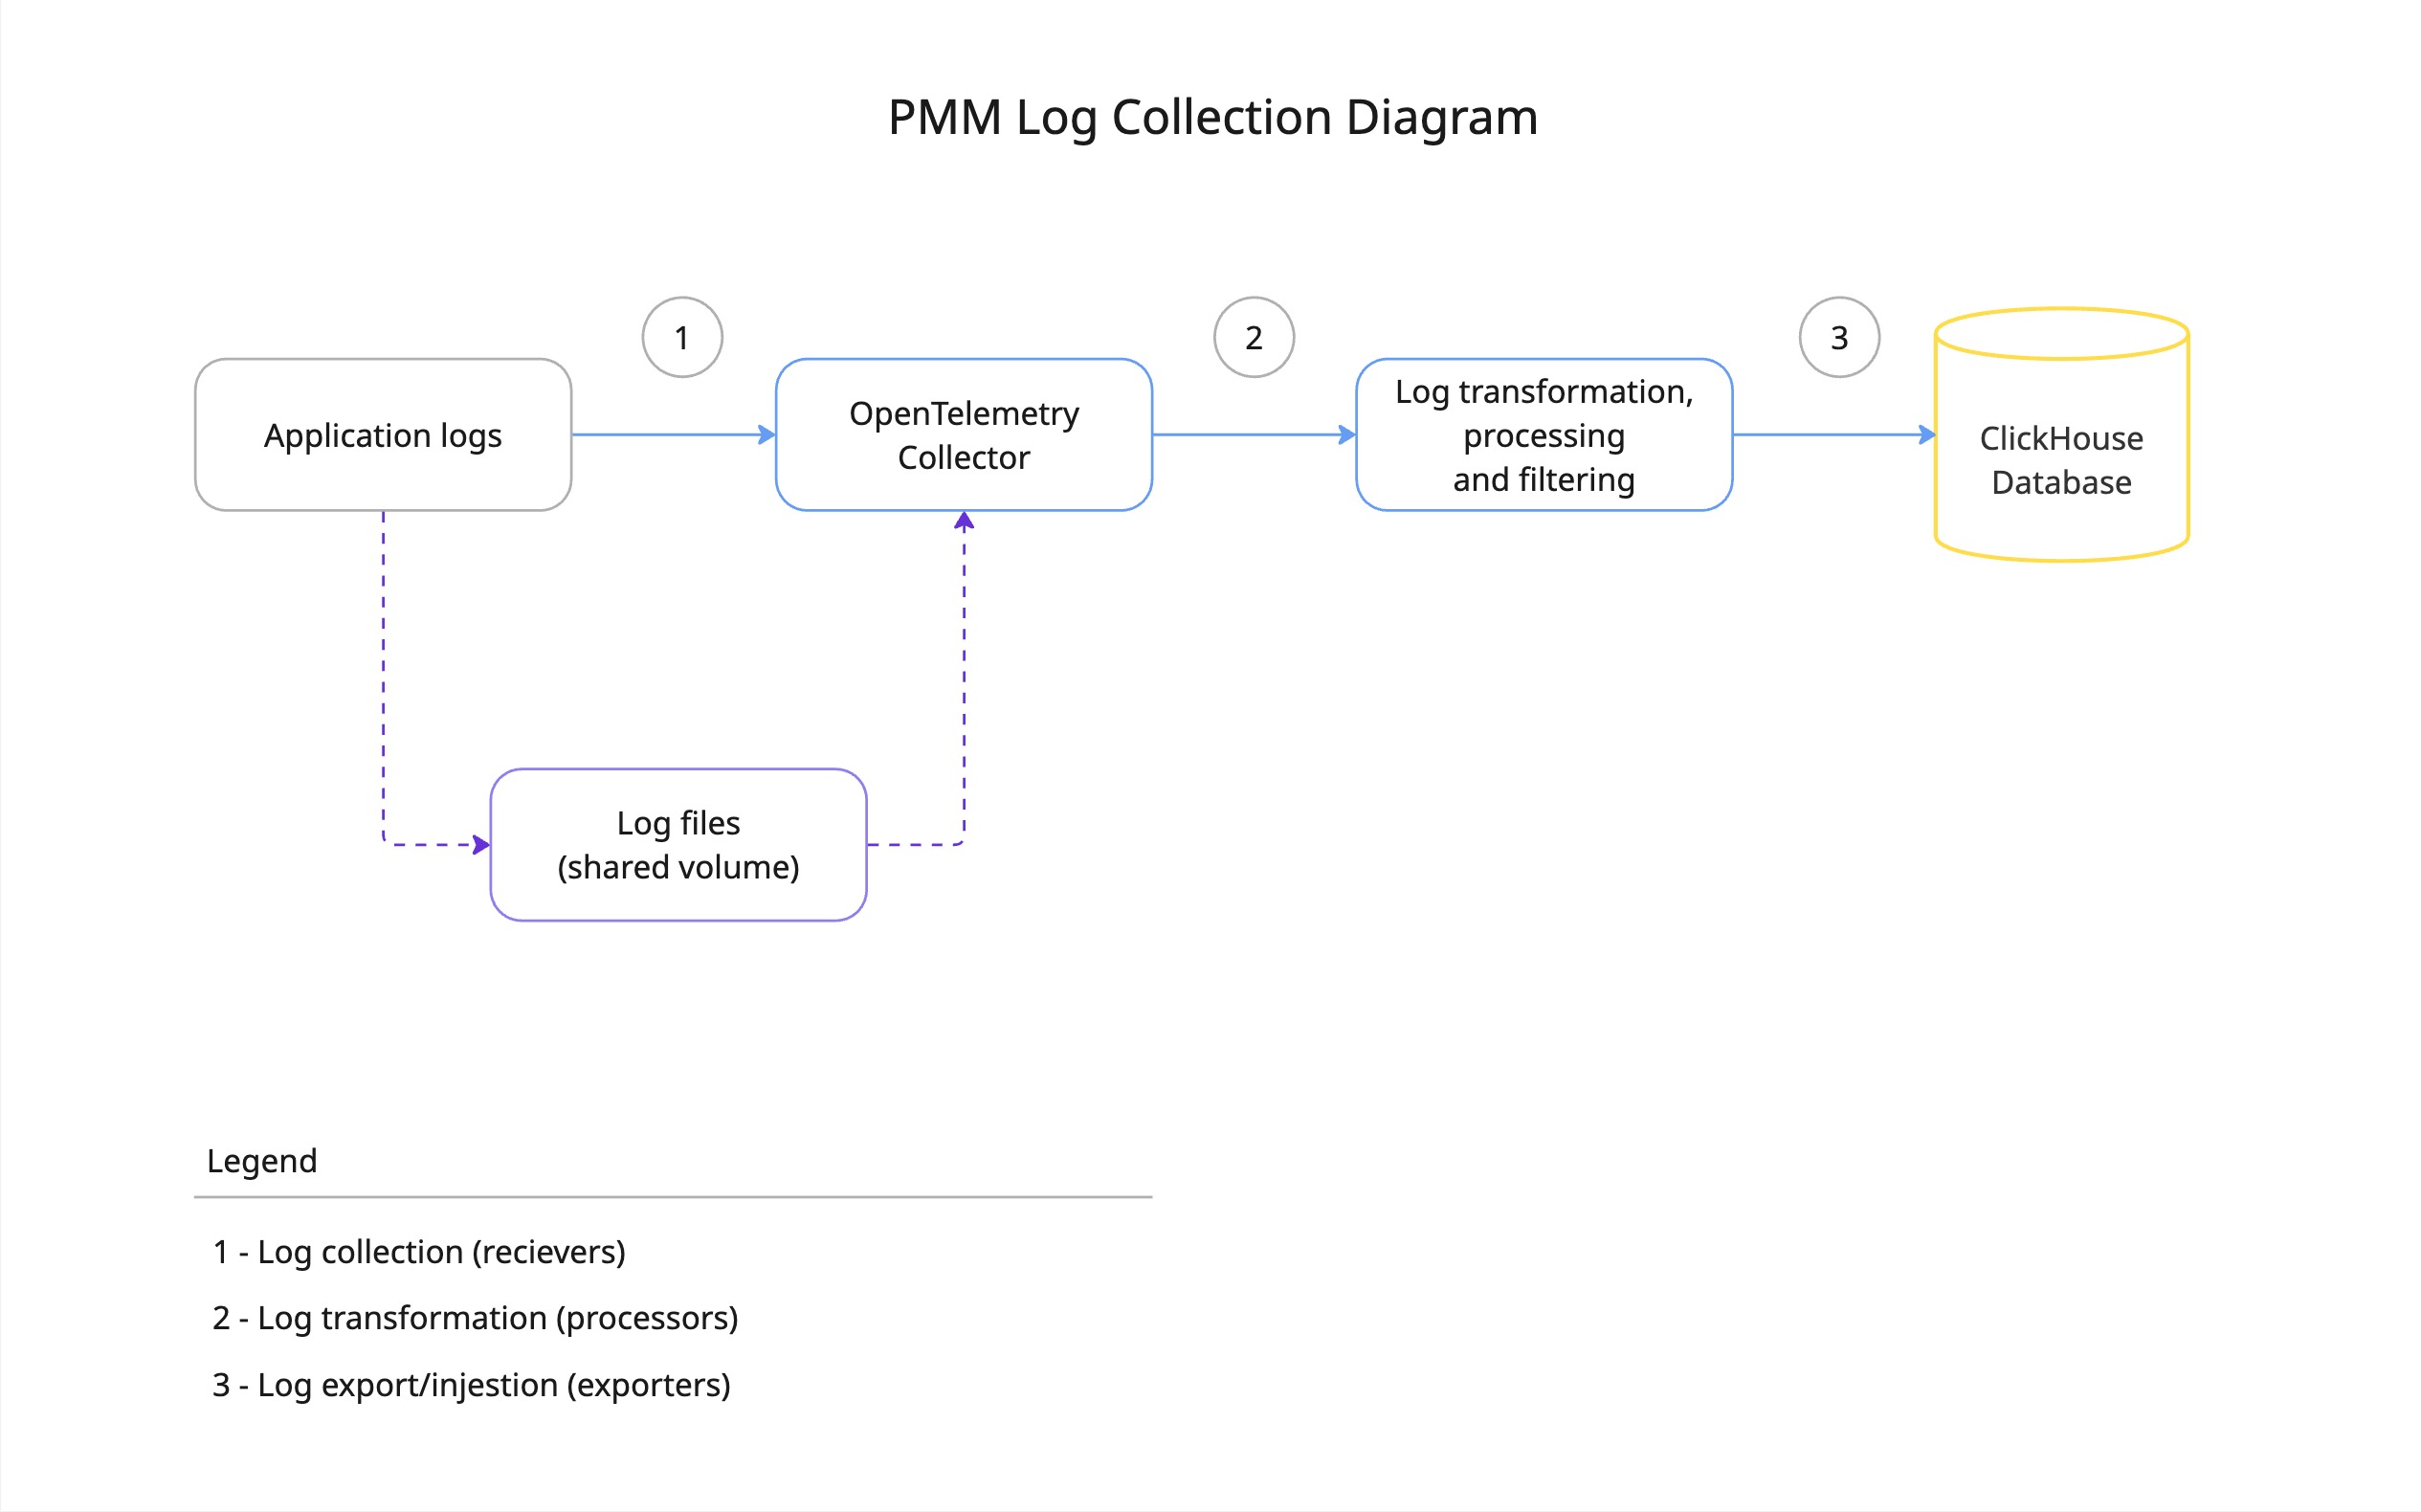 PMM Log Collection Diagram
1
2
3
Application logs
OpenTelemetry
Collector
Log transformation,
processing
and filtering
ClickHouse
Database
Log files
(shared volume)
Legend
1 - Log collection (recievers)
2 - Log transformation (processors)
3 - Log export/injestion (exporters)